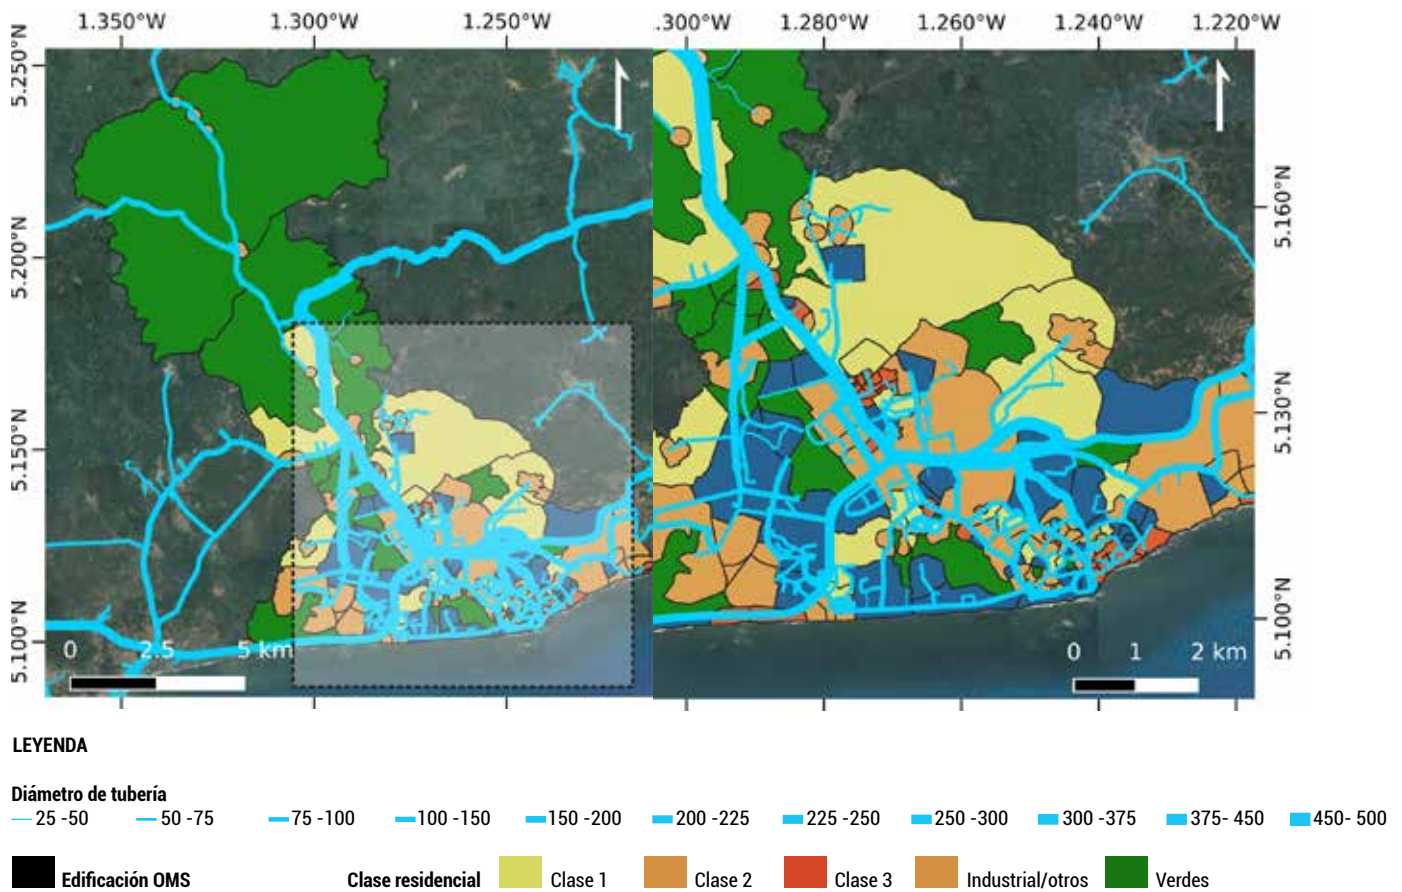 1.350°W 1.300°W 1.250°W
.300°W 1.280°W 1.260°W 1.240°W 1.220°W
5.250°N
5.200°N
5.150°N
5.100°N
5.160°N
5.130°N
5.100°N
0 2.5 5 km
0 1 2 km
LEYENDA
Diámetro de tubería
25 -50 50 -75 75 -100 100 -150 150 -200 200 -225 225 -250 250 -300 300 -375 375- 450 450- 500
Edificación OMS Clase residencial Clase 1 Clase 2 Clase 3 Industrial/otros Verdes